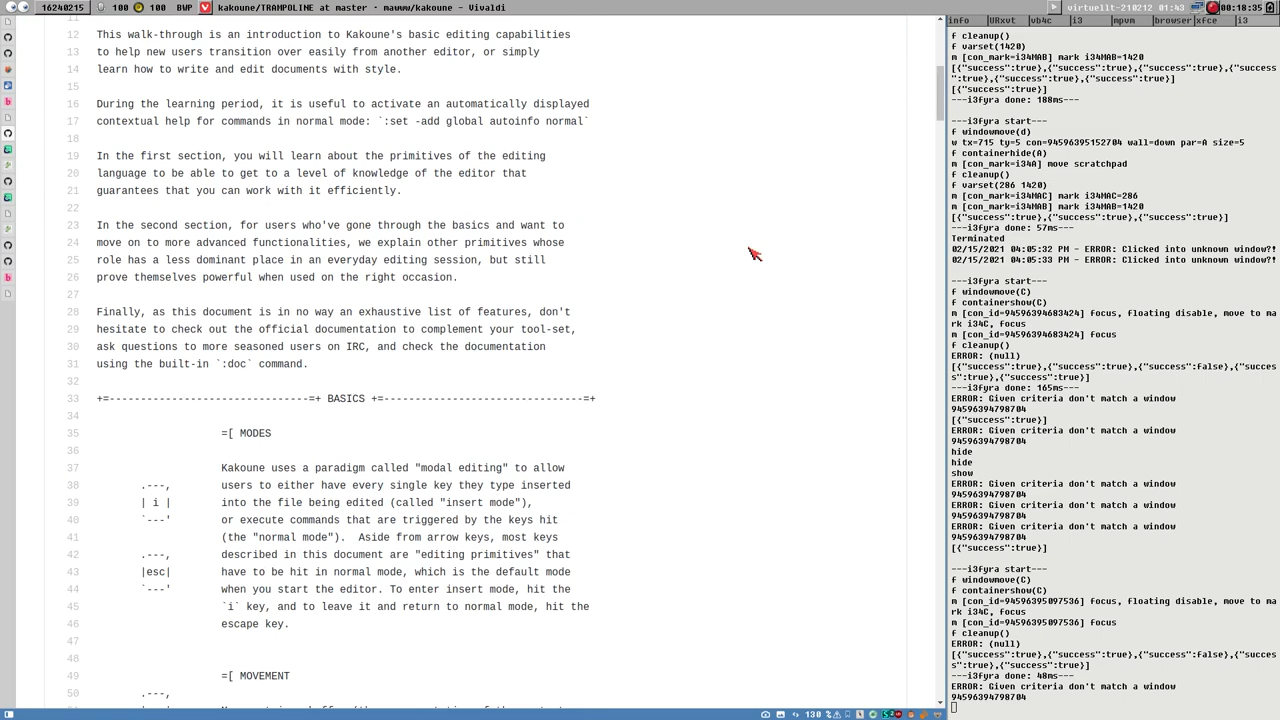 16240215 100 100 BWP kakoune/TRAMPOLINE at master · mawww/kakoune - Vivaldi virtuellt-210212 01:43 00:18:35
info URxvt vb4c i3 mpvm browser xfce i3
11
12 This walk-through is an introduction to Kakoune's basic editing capabilities
13 to help new users transition over easily from another editor, or simply
14 learn how to write and edit documents with style.
15
16 During the learning period, it is useful to activate an automatically displayed
17 contextual help for commands in normal mode: `:set -add global autoinfo normal`
18
19 In the first section, you will learn about the primitives of the editing
20 language to be able to get to a level of knowledge of the editor that
21 guarantees that you can work with it efficiently.
22
23 In the second section, for users who've gone through the basics and want to
24 move on to more advanced functionalities, we explain other primitives whose
25 role has a less dominant place in an everyday editing session, but still
26 prove themselves powerful when used on the right occasion.
27
28 Finally, as this document is in no way an exhaustive list of features, don't
29 hesitate to check out the official documentation to complement your tool-set,
30 ask questions to more seasoned users on IRC, and check the documentation
31 using the built-in `:doc` command.
32
33 +=--------------------------------=+ BASICS +=--------------------------------=+
34
35 =[ MODES
36
37 Kakoune uses a paradigm called "modal editing" to allow
38 .---, users to either have every single key they type inserted
39 | i | into the file being edited (called "insert mode"),
40 `---' or execute commands that are triggered by the keys hit
41 (the "normal mode").  Aside from arrow keys, most keys
42 .---, described in this document are "editing primitives" that
43 |esc| have to be hit in normal mode, which is the default mode
44 `---' when you start the editor. To enter insert mode, hit the
45 `i` key, and to leave it and return to normal mode, hit the
46 escape key.
47
48
49 =[ MOVEMENT
50 .---,
130 %
f cleanup()
f varset(1420)
m [con_mark=i34MAB] mark i34MAB=1420
[{"success":true},{"success":true},{"success":true},{"success
":true},{"success":true},{"success":true}]
[{"success":true}]
---i3fyra done: 188ms---

---i3fyra start---
f windowmove(d)
w tx=715 ty=5 con=94596395152704 wall=down par=A size=5
f containerhide(A)
m [con_mark=i34A] move scratchpad
f cleanup()
f varset(286 1420)
m [con_mark=i34MAC] mark i34MAC=286
m [con_mark=i34MAB] mark i34MAB=1420
[{"success":true},{"success":true},{"success":true}]
---i3fyra done: 57ms---
Terminated
02/15/2021 04:05:32 PM - ERROR: Clicked into unknown window?!
02/15/2021 04:05:33 PM - ERROR: Clicked into unknown window?!

---i3fyra start---
f windowmove(C)
f containershow(C)
m [con_id=94596394683424] focus, floating disable, move to ma
rk i34C, focus
m [con_id=94596394683424] focus
f cleanup()
ERROR: (null)
[{"success":true},{"success":true},{"success":false},{"succes
s":true},{"success":true}]
---i3fyra done: 165ms---
ERROR: Given criteria don't match a window
94596394798704
[{"success":true}]
ERROR: Given criteria don't match a window
94596394798704
hide
hide
show
ERROR: Given criteria don't match a window
94596394798704
ERROR: Given criteria don't match a window
94596394798704
ERROR: Given criteria don't match a window
94596394798704
[{"success":true}]

---i3fyra start---
f windowmove(C)
f containershow(C)
m [con_id=94596395097536] focus, floating disable, move to ma
rk i34C, focus
m [con_id=94596395097536] focus
f cleanup()
ERROR: (null)
[{"success":true},{"success":true},{"success":false},{"succes
s":true},{"success":true}]
---i3fyra done: 48ms---
ERROR: Given criteria don't match a window
94596394798704